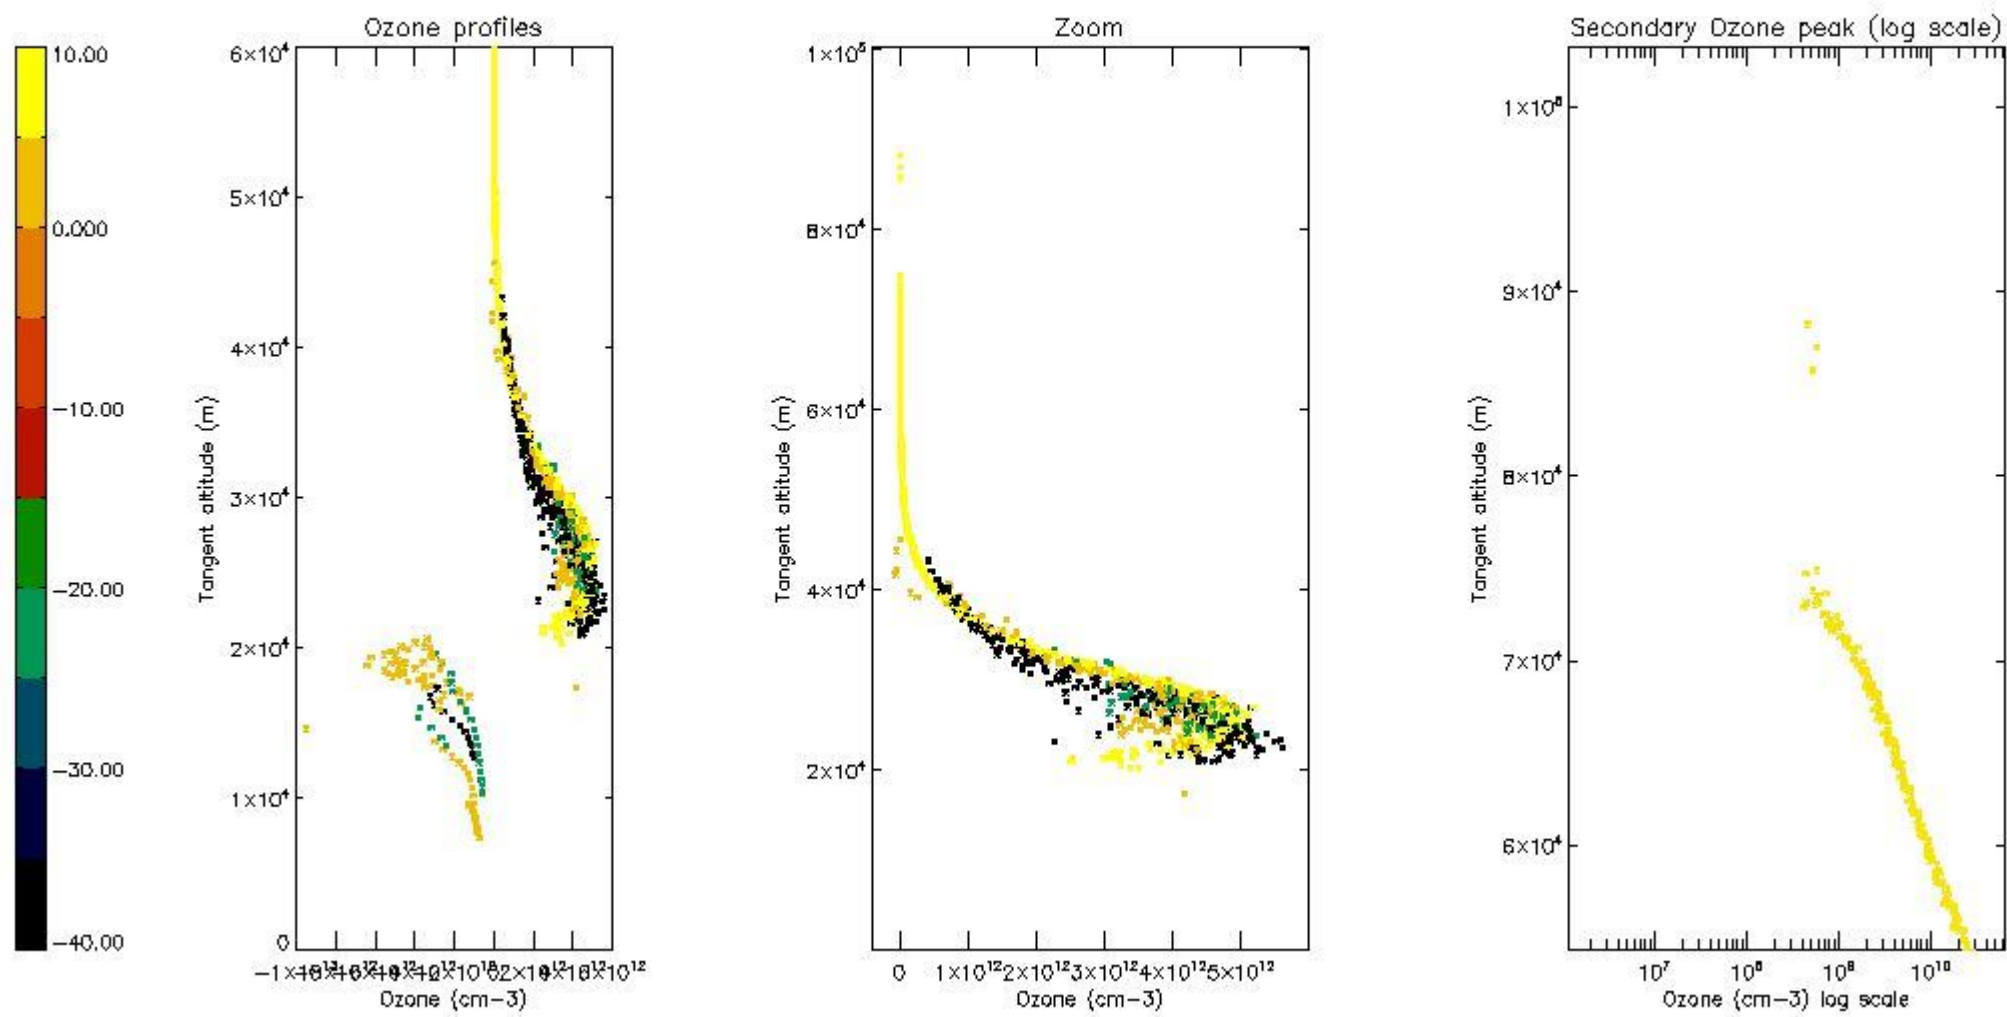 Ozone profiles
Zoom
Secondary Ozone peak (log scale)
10.00
0.000
-10.00
-20.00
-30.00
-40.00
6×10⁴
5×10⁴
4×10⁴
3×10⁴
2×10⁴
1×10⁴
0
Tangent altitude (m)
Ozone (cm-3)
1×10⁵
8×10⁴
6×10⁴
4×10⁴
2×10⁴
Tangent altitude (m)
0 1×10¹² 2×10¹² 3×10¹² 4×10¹² 5×10¹²
Ozone (cm-3)
9×10⁴
8×10⁴
7×10⁴
6×10⁴
Tangent altitude (m)
10⁷ 10⁸ 10⁹ 10¹⁰
Ozone (cm-3) log scale